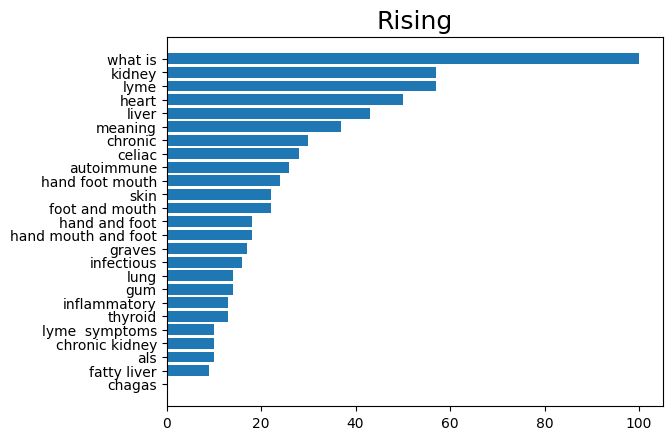 Rising
what is
kidney
lyme
heart
liver
meaning
chronic
celiac
autoimmune
hand foot mouth
skin
foot and mouth
hand and foot
hand mouth and foot
graves
infectious
lung
gum
inflammatory
thyroid
lyme  symptoms
chronic kidney
als
fatty liver
chagas
0 20 40 60 80 100